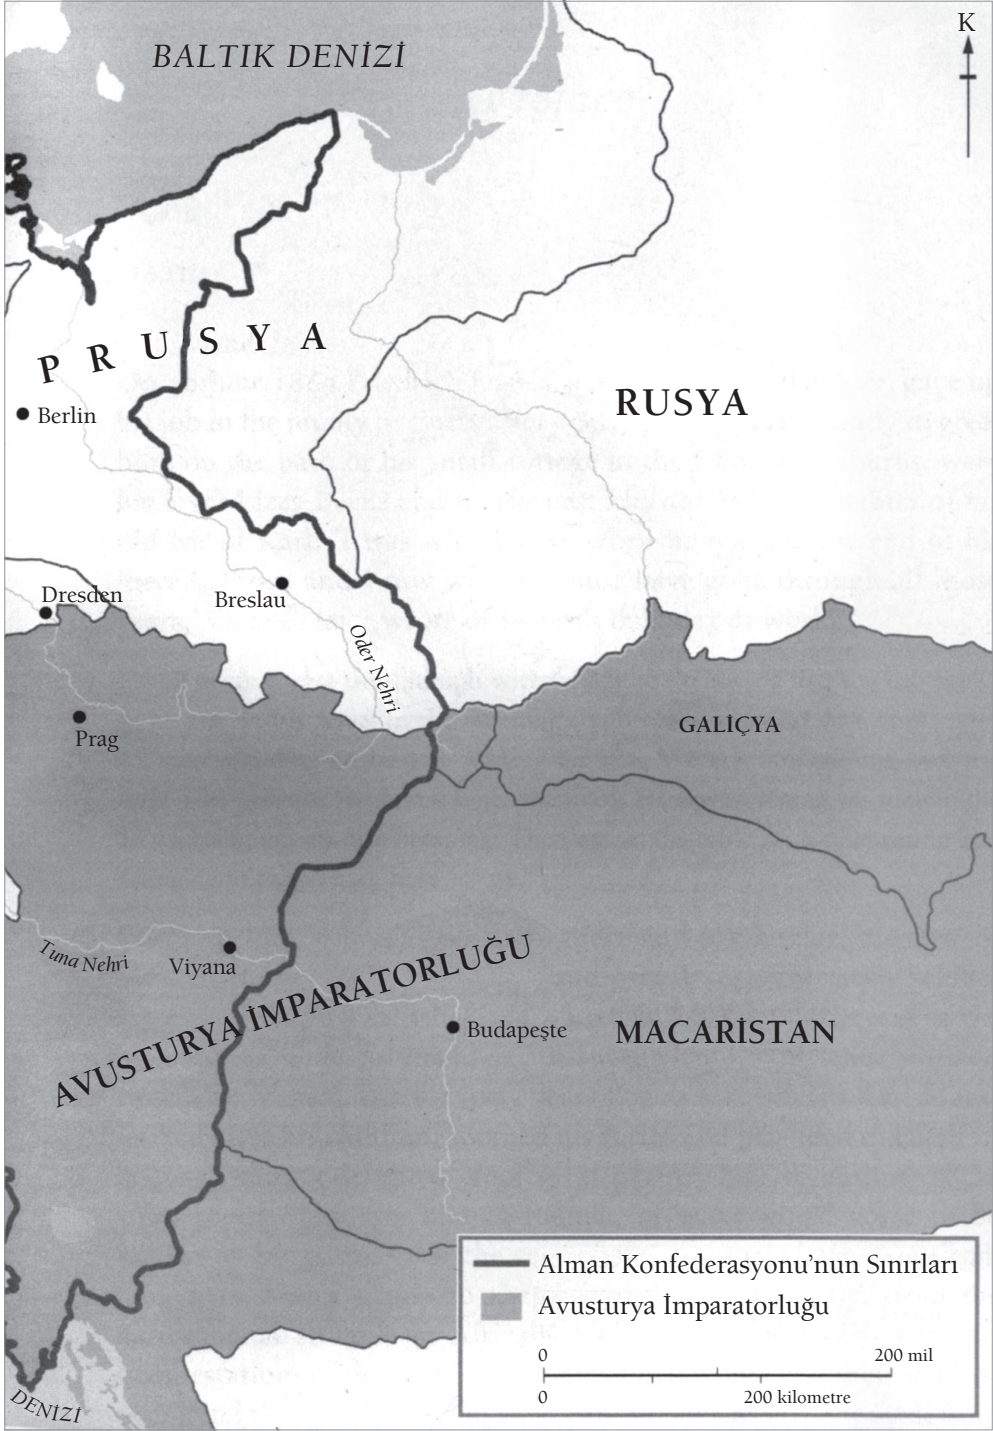 K
BALTIK DENİZİ
PRUSYA
Berlin
RUSYA
Dresden
Breslau
Oder Nehri
Prag
GALİÇYA
Tuna Nehri
Viyana
AVUSTURYA İMPARATORLUĞU
Budapeşte
MACARİSTAN
DENİZİ
Alman Konfederasyonu'nun Sınırları
Avusturya İmparatorluğu
0 200 mil
0 200 kilometre